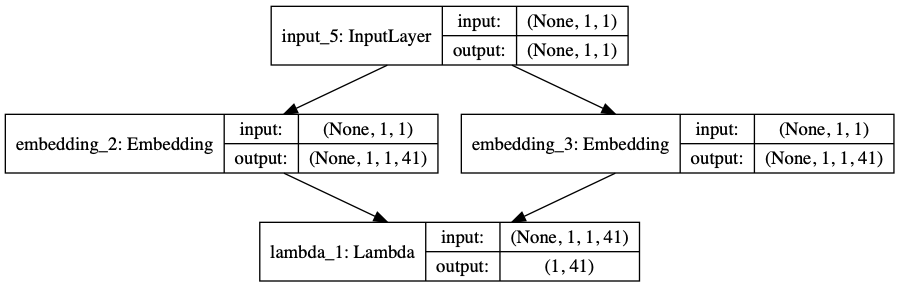 input_5: InputLayer
input: (None, 1, 1)
output: (None, 1, 1)
embedding_2: Embedding
input: (None, 1, 1)
output: (None, 1, 1, 41)
embedding_3: Embedding
input: (None, 1, 1)
output: (None, 1, 1, 41)
lambda_1: Lambda
input: (None, 1, 1, 41)
output: (1, 41)